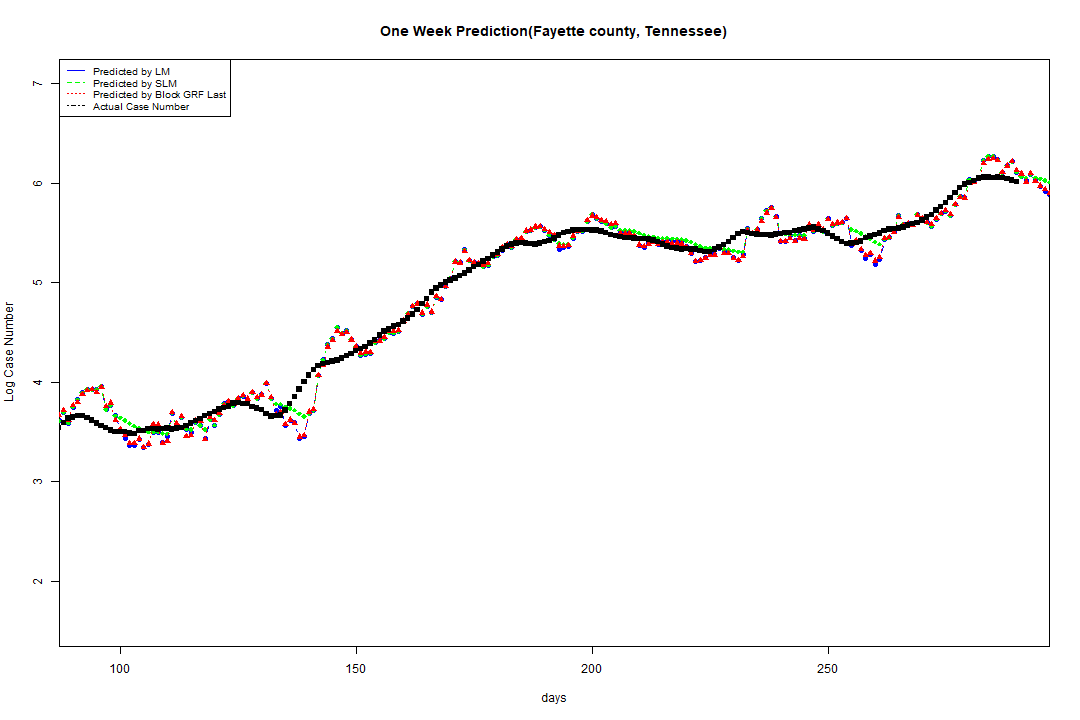 One Week Prediction(Fayette county, Tennessee)
Predicted by LM
Predicted by SLM
Predicted by Block GRF Last
Actual Case Number
7
6
5
4
3
2
Log Case Number
100 150 200 250
days